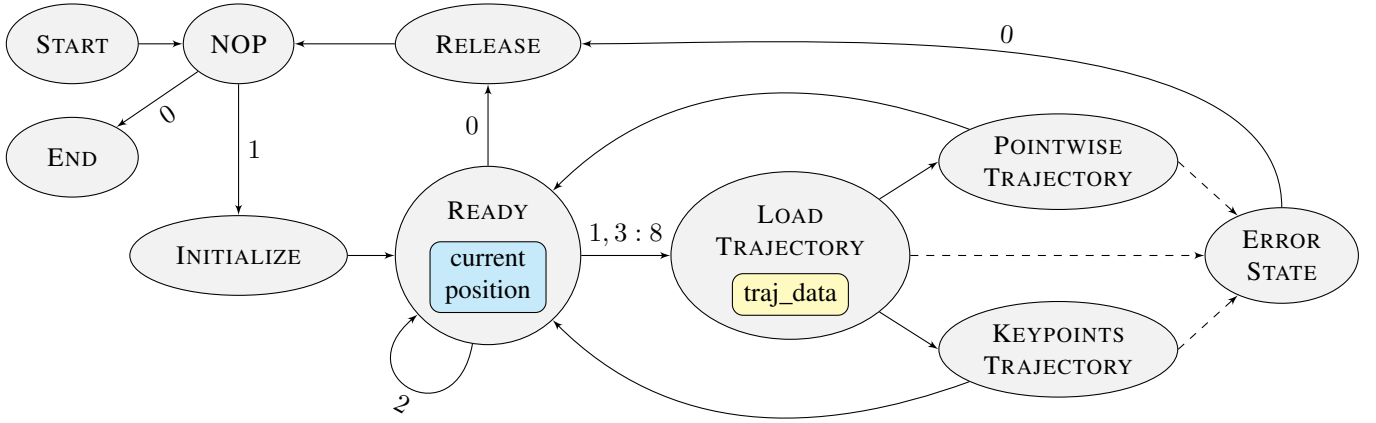 START
NOP
RELEASE
0
0
END
1
0
POINTWISE
TRAJECTORY
INITIALIZE
READY
current
position
1, 3 : 8
LOAD
TRAJECTORY
traj_data
ERROR
STATE
KEYPOINTS
TRAJECTORY
2